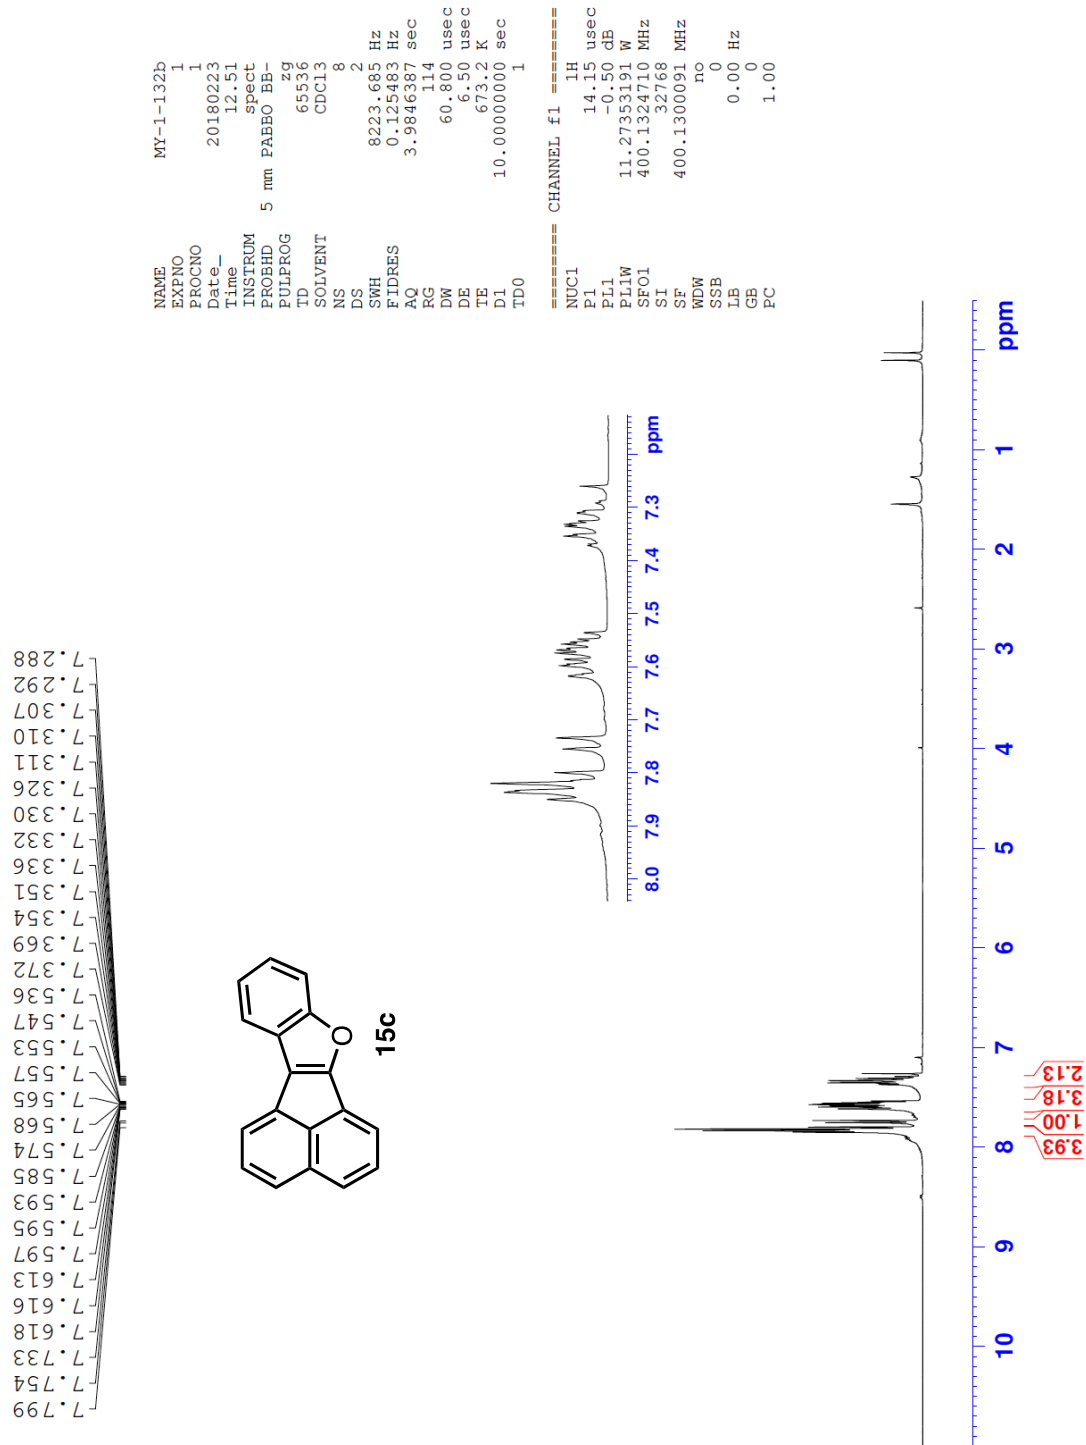 7.288
7.292
7.307
7.310
7.311
7.326
7.330
7.332
7.336
7.351
7.354
7.369
7.372
7.536
7.547
7.553
7.557
7.565
7.568
7.574
7.585
7.593
7.595
7.597
7.613
7.616
7.618
7.733
7.754
7.799
NAME MY-1-132b
EXPNO 1
PROCNO 1
Date_ 20180223
Time 12.51
INSTRUM spect
PROBHD 5 mm PABBO BB-
PULPROG zg
TD 65536
SOLVENT CDCl3
NS 8
DS 2
SWH 8223.685 Hz
FIDRES 0.125483 Hz
AQ 3.9846387 sec
RG 114
DW 60.800 usec
DE 6.50 usec
TE 673.2 K
D1 10.00000000 sec
TD0 1
======== CHANNEL f1 ========
NUC1 1H
P1 14.15 usec
PL1 -0.50 dB
PL1W 11.27353191 W
SFO1 400.1324710 MHz
SI 32768
SF 400.1300091 MHz
WDW no
SSB 0
LB 0.00 Hz
GB 0
PC 1.00
O
15c
8.0 7.9 7.8 7.7 7.6 7.5 7.4 7.3 ppm
10 9 8 7 6 5 4 3 2 1 ppm
3.93
1.00
3.18
2.13